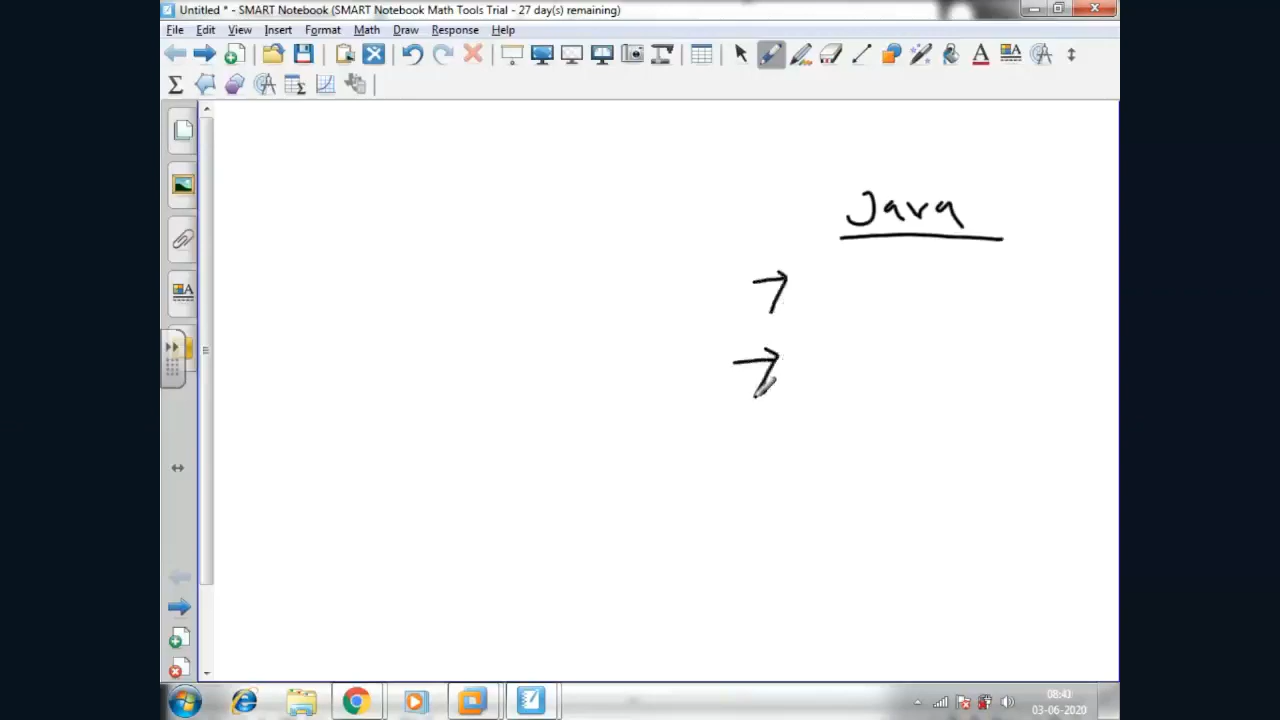 Untitled * - SMART Notebook (SMART Notebook Math Tools Trial - 27 day(s) remaining)
File Edit View Insert Format Math Draw Response Help
Java
→
→
08:43
03-06-2020